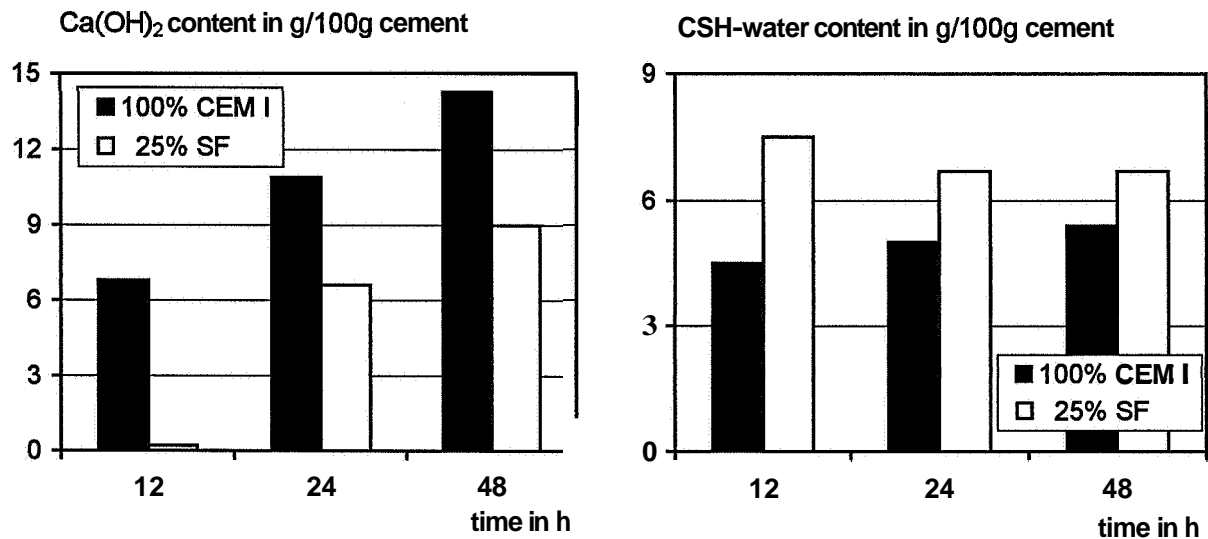 Ca(OH)₂ content in g/100g cement
15
12
9
6
3
0
100% CEM I
25% SF
12 24 48
time in h
CSH-water content in g/100g cement
9
6
3
0
100% CEM I
25% SF
12 24 48
time in h